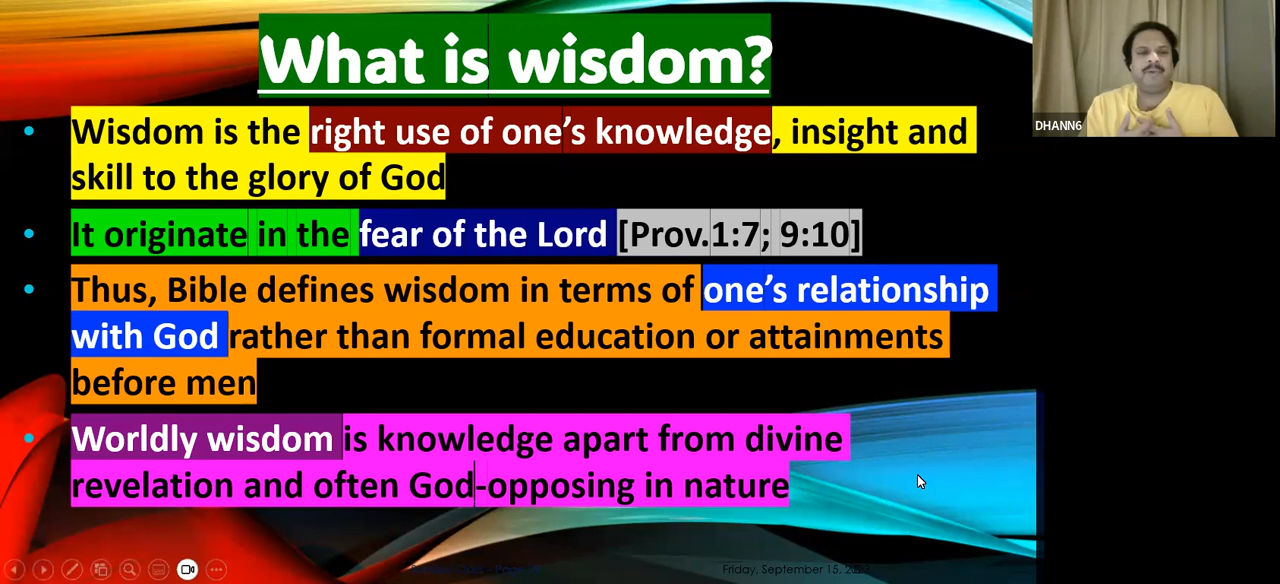 What is wisdom?
DHANN6
• Wisdom is the right use of one's knowledge, insight and
skill to the glory of God
• It originate in the fear of the Lord [Prov.1:7; 9:10]
• Thus, Bible defines wisdom in terms of one's relationship
with God rather than formal education or attainments
before men
• Worldly wisdom is knowledge apart from divine
revelation and often God-opposing in nature
Friday, September 15,